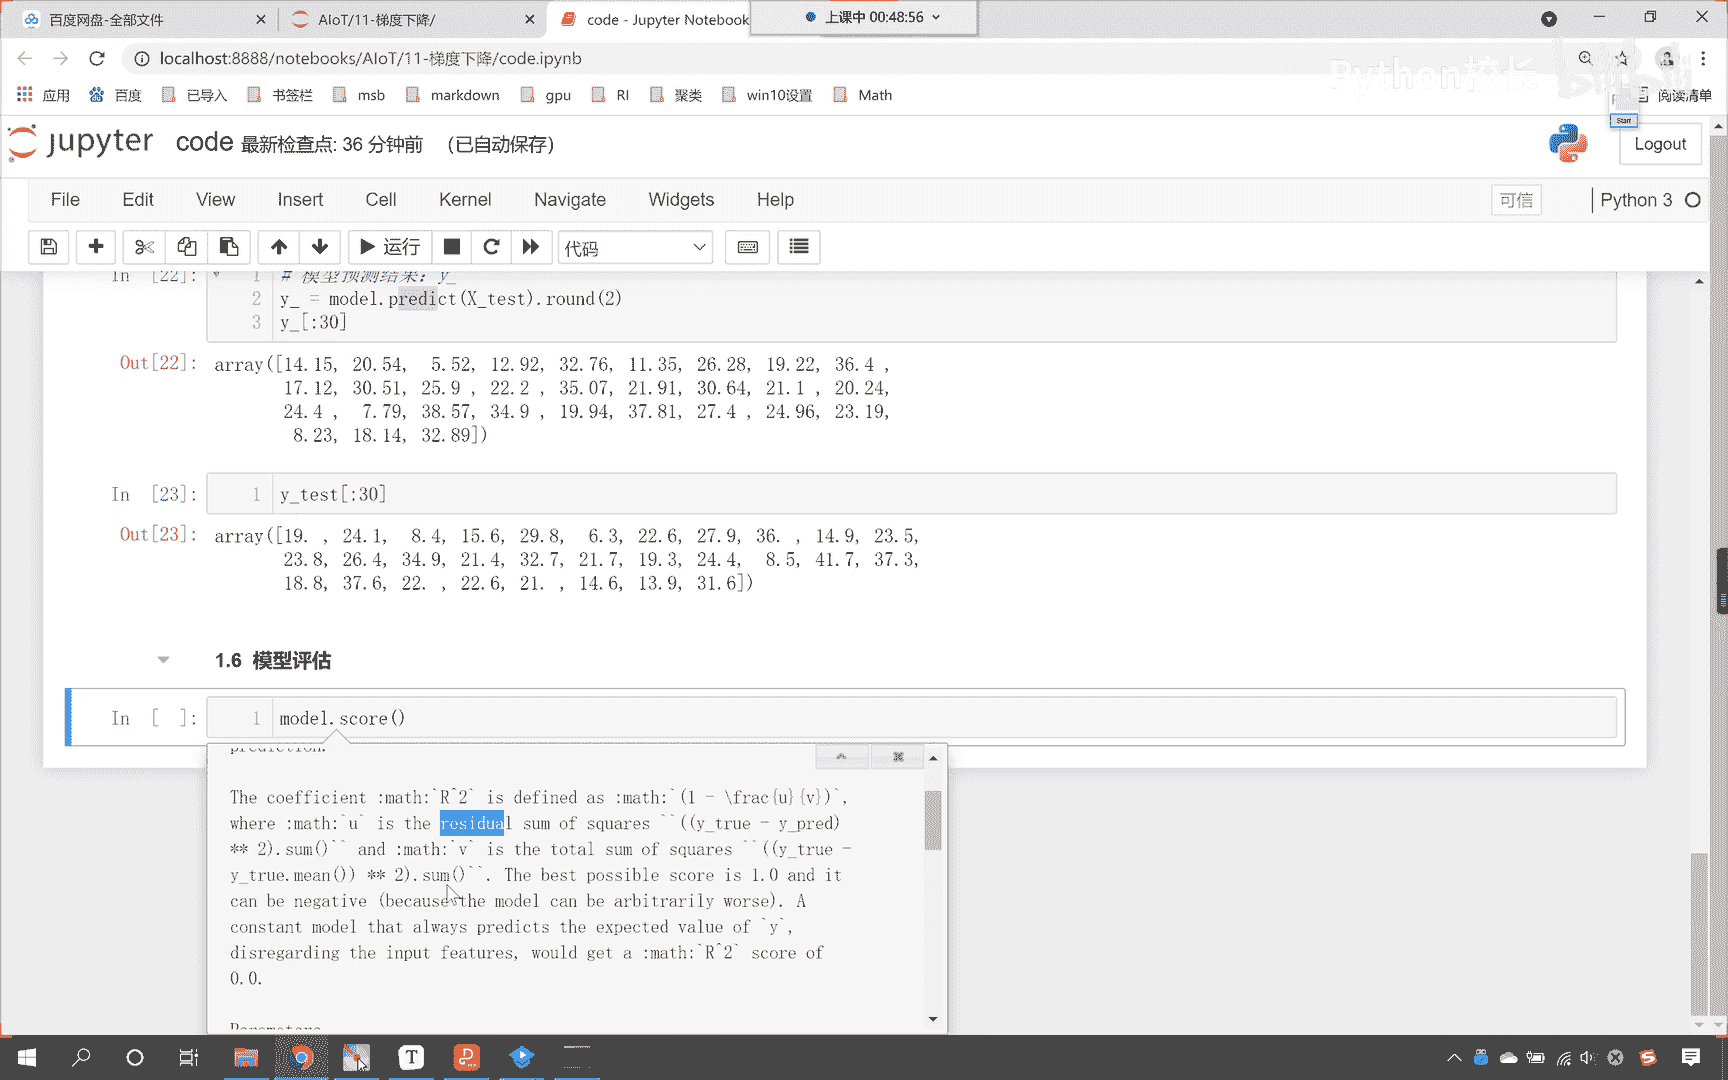 百度网盘-全部文件
AIoT/11-梯度下降/
code - Jupyter Notebook
上课中 00:48:56
localhost:8888/notebooks/AIoT/11-梯度下降/code.ipynb
Python校长
bilibili
应用
百度
已导入
书签栏
msb
markdown
gpu
RI
聚类
win10设置
Math
阅读清单
Start
jupyter code 最新检查点: 36 分钟前 (已自动保存)
Logout
File Edit View Insert Cell Kernel Navigate Widgets Help
可信
Python 3
运行
代码
In [22]:
1 # 模型预测结果：y_
2 y_ = model.predict(X_test).round(2)
3 y_[:30]
Out[22]: array([14.15, 20.54, 5.52, 12.92, 32.76, 11.35, 26.28, 19.22, 36.4 ,
17.12, 30.51, 25.9 , 22.2 , 35.07, 21.91, 30.64, 21.1 , 20.24,
24.4 , 7.79, 38.57, 34.9 , 19.94, 37.81, 27.4 , 24.96, 23.19,
8.23, 18.14, 32.89])
In [23]: 1 y_test[:30]
Out[23]: array([19. , 24.1, 8.4, 15.6, 29.8, 6.3, 22.6, 27.9, 36. , 14.9, 23.5,
23.8, 26.4, 34.9, 21.4, 32.7, 21.7, 19.3, 24.4, 8.5, 41.7, 37.3,
18.8, 37.6, 22. , 22.6, 21. , 14.6, 13.9, 31.6])
1.6 模型评估
In [ ]: 1 model.score()
prediction.
The coefficient :math:`R^2` is defined as :math:`(1 - \frac{u}{v})`,
where :math:`u` is the residual sum of squares ``((y_true - y_pred)
** 2).sum()`` and :math:`v` is the total sum of squares ``((y_true -
y_true.mean()) ** 2).sum()``. The best possible score is 1.0 and it
can be negative (because the model can be arbitrarily worse). A
constant model that always predicts the expected value of `y`,
disregarding the input features, would get a :math:`R^2` score of
0.0.
Parameters